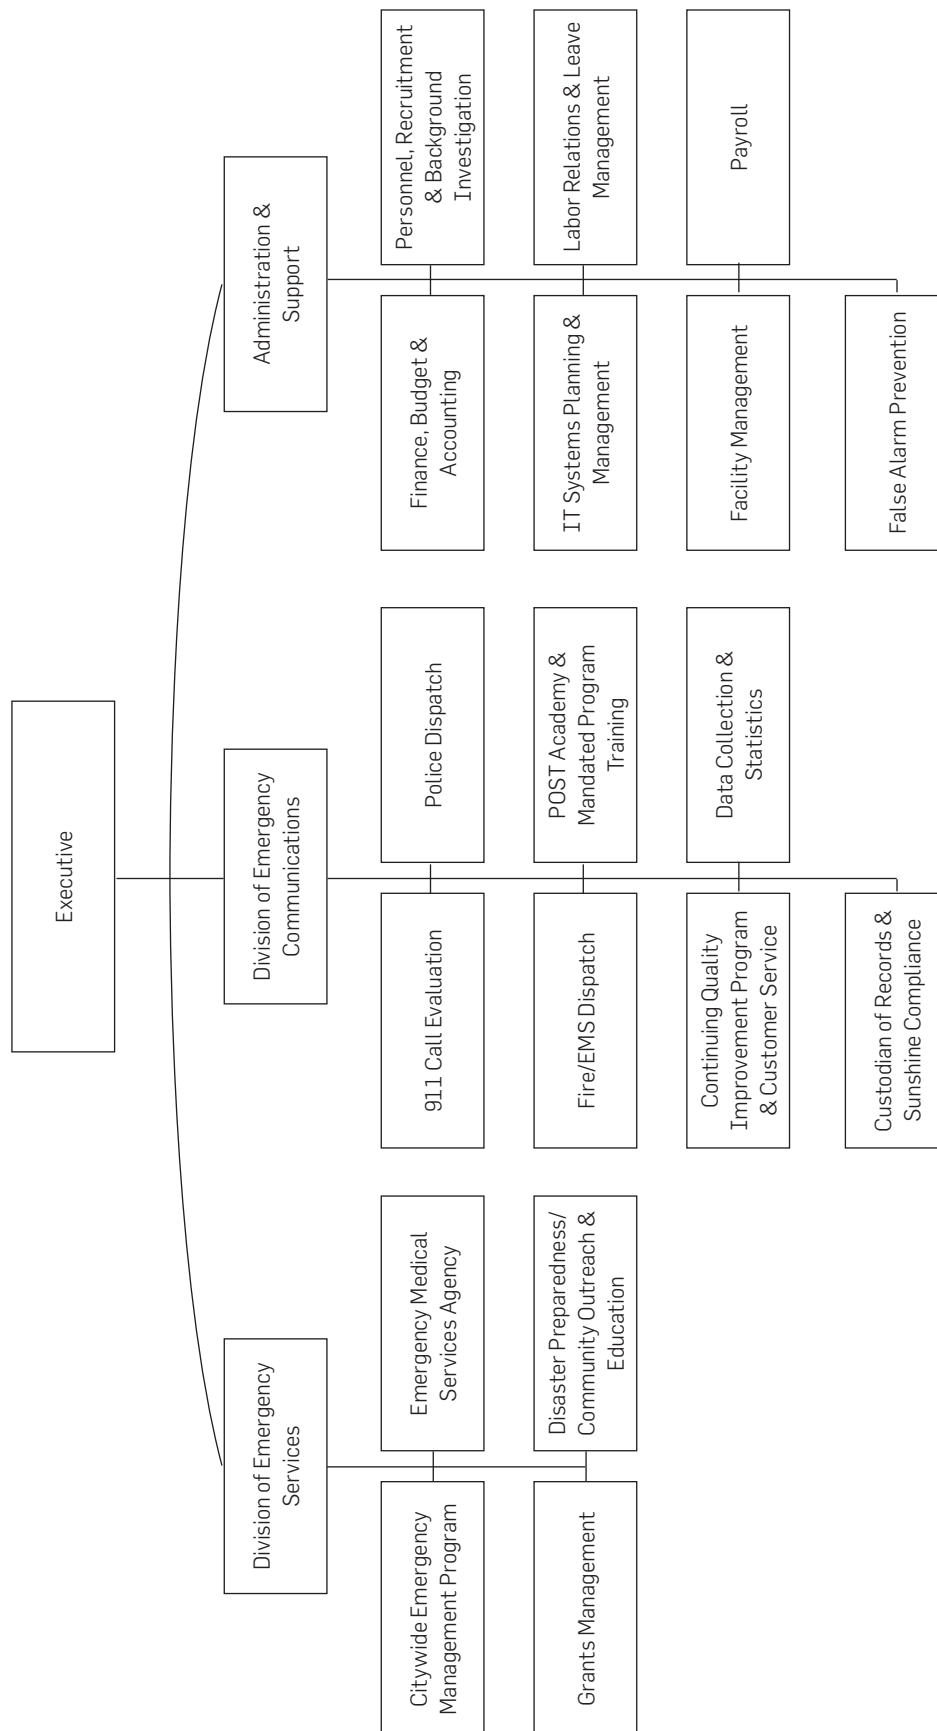 Executive
Division of Emergency
Services
Division of Emergency
Communications
Administration &
Support
Citywide Emergency
Management Program
Emergency Medical
Services Agency
Grants Management
Disaster Preparedness/
Community Outreach &
Education
911 Call Evaluation
Police Dispatch
Fire/EMS Dispatch
POST Academy &
Mandated Program
Training
Continuing Quality
Improvement Program
& Customer Service
Data Collection &
Statistics
Custodian of Records &
Sunshine Compliance
Finance, Budget &
Accounting
Personnel, Recruitment
& Background
Investigation
IT Systems Planning &
Management
Labor Relations & Leave
Management
Facility Management
Payroll
False Alarm Prevention